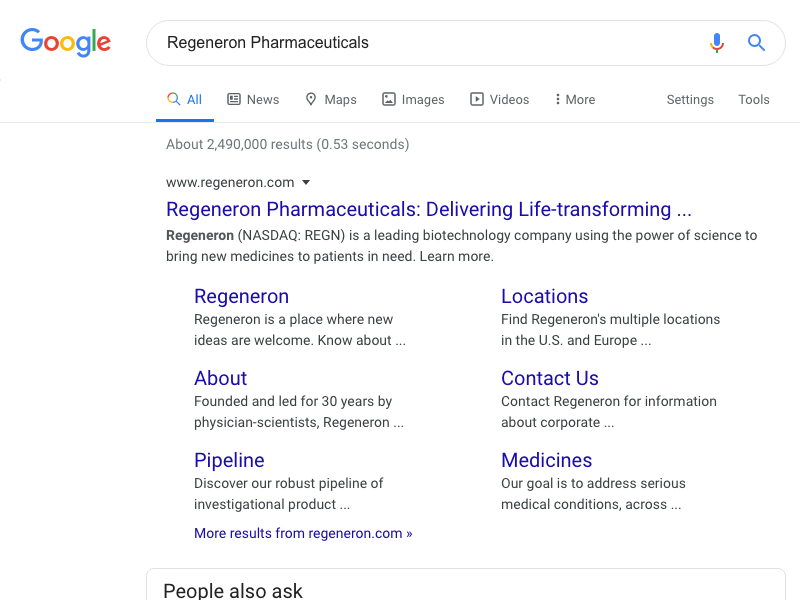 Google
Regeneron Pharmaceuticals
All News Maps Images Videos More Settings Tools
About 2,490,000 results (0.53 seconds)
www.regeneron.com
Regeneron Pharmaceuticals: Delivering Life-transforming ...
Regeneron (NASDAQ: REGN) is a leading biotechnology company using the power of science to
bring new medicines to patients in need. Learn more.
Regeneron
Regeneron is a place where new
ideas are welcome. Know about ...
Locations
Find Regeneron's multiple locations
in the U.S. and Europe ...
About
Founded and led for 30 years by
physician-scientists, Regeneron ...
Contact Us
Contact Regeneron for information
about corporate ...
Pipeline
Discover our robust pipeline of
investigational product ...
Medicines
Our goal is to address serious
medical conditions, across ...
More results from regeneron.com »
People also ask